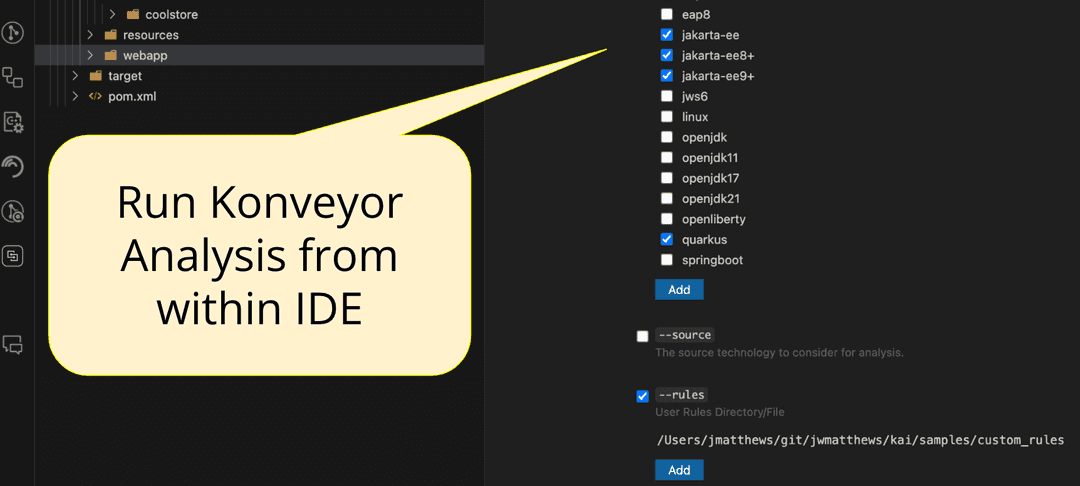 coolstore
resources
webapp
target
pom.xml
Run Konveyor
Analysis from
within IDE
eap8
jakarta-ee
jakarta-ee8+
jakarta-ee9+
jws6
linux
openjdk
openjdk11
openjdk17
openjdk21
openliberty
quarkus
springboot
Add
--source
The source technology to consider for analysis.
--rules
User Rules Directory/File
/Users/jmatthews/git/jwmatthews/kai/samples/custom_rules
Add